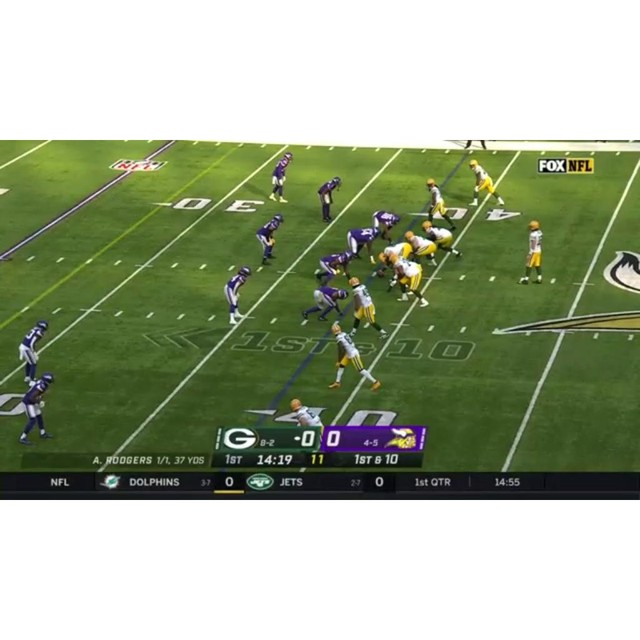 FOX NFL
NFL
30
40
1st & 10
40
G 8-2 0 0 4-5
A. RODGERS 1/1, 37 YDS 1ST 14:19 11 1ST & 10
NFL DOLPHINS 3-7 0 JETS 2-7 0 1st QTR 14:55